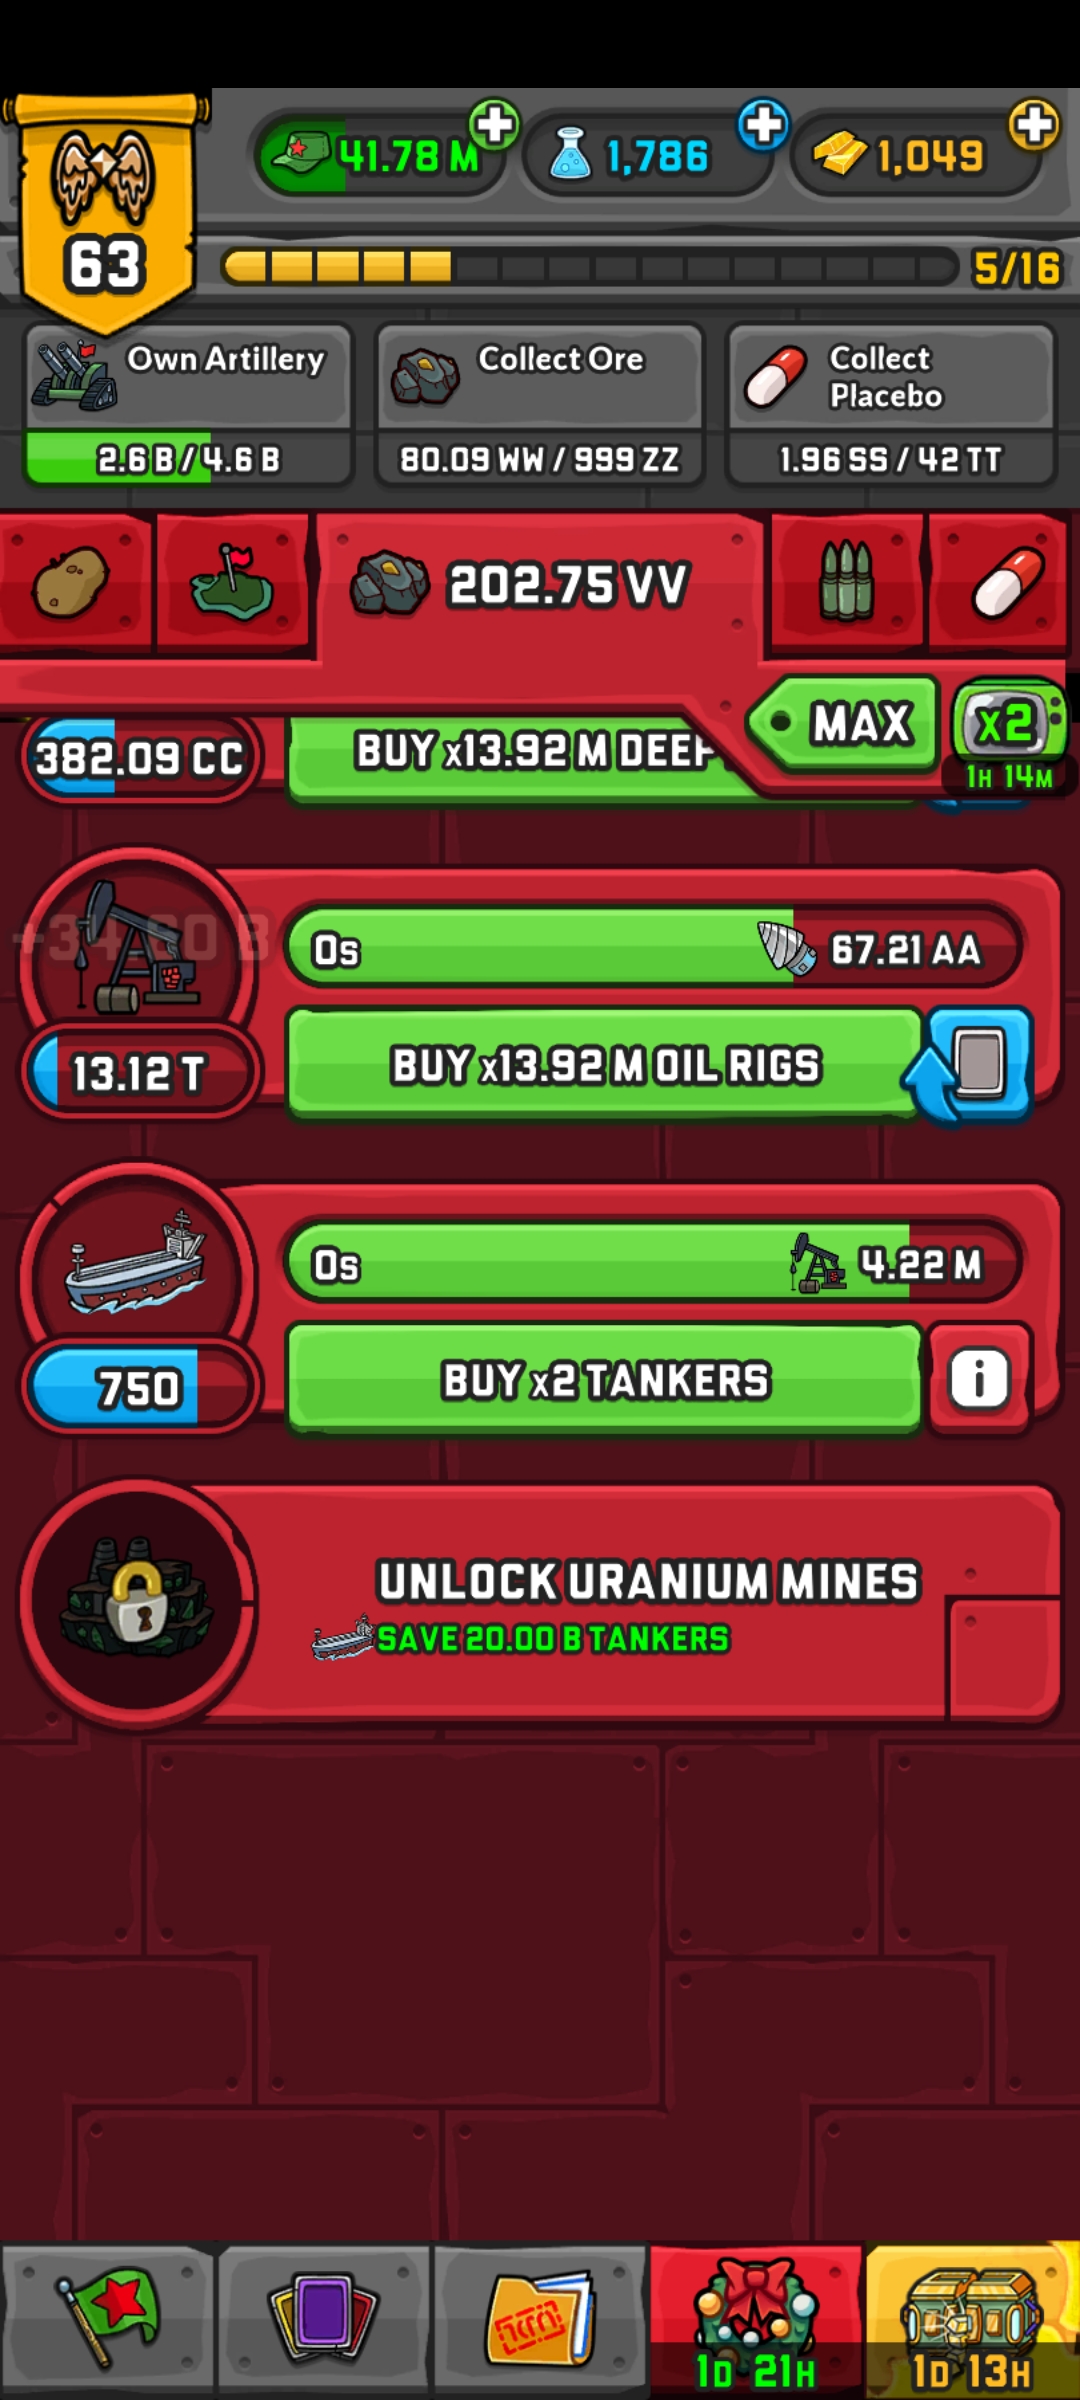 41.78 M
1,786
1,049
63
5/16
Own Artillery
2.6 B / 4.6 B
Collect Ore
80.09 WW / 999 ZZ
Collect
Placebo
1.96 SS / 42 TT
202.75 VV
MAX
x2
1H 14M
382.09 CC
BUY x13.92 M DEEP
0s
67.21 AA
13.12 T
BUY x13.92 M OIL RIGS
0s
4.22 M
750
BUY x2 TANKERS
i
UNLOCK URANIUM MINES
SAVE 20.00 B TANKERS
1D 21H
1D 13H